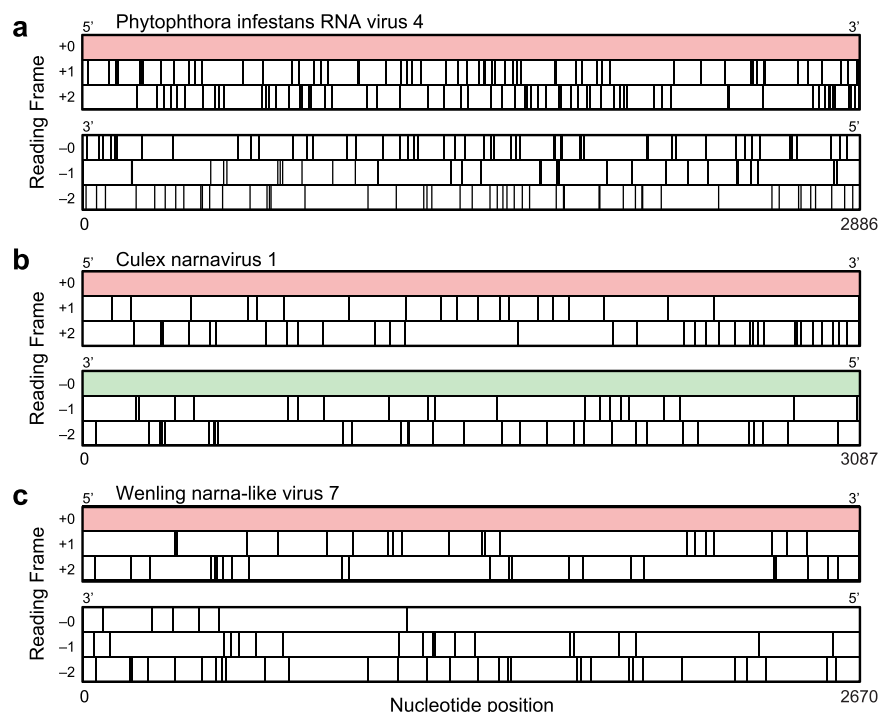 a
Phytophthora infestans RNA virus 4
5’ 3’
Reading Frame
+0
+1
+2
3’ 5’
–0
–1
–2
0 2886
b
Culex narnavirus 1
5’ 3’
Reading Frame
+0
+1
+2
3’ 5’
–0
–1
–2
0 3087
c
Wenling narna-like virus 7
5’ 3’
Reading Frame
+0
+1
+2
3’ 5’
–0
–1
–2
0 2670
Nucleotide position